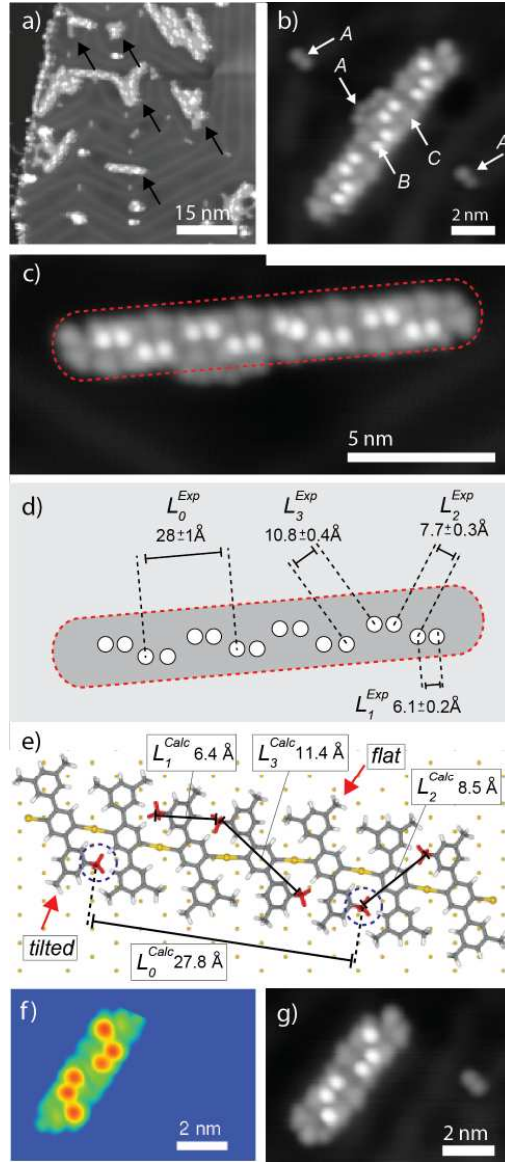 a)
15 nm
b)
A
A
A
C
B
2 nm
c)
5 nm
d)
L0Exp
28±1Å
L3Exp
10.8±0.4Å
L2Exp
7.7±0.3Å
L1Exp
6.1±0.2Å
e)
L1Calc 6.4 Å
L3Calc 11.4 Å
flat
L2Calc 8.5 Å
tilted
L0Calc 27.8 Å
f)
2 nm
g)
2 nm